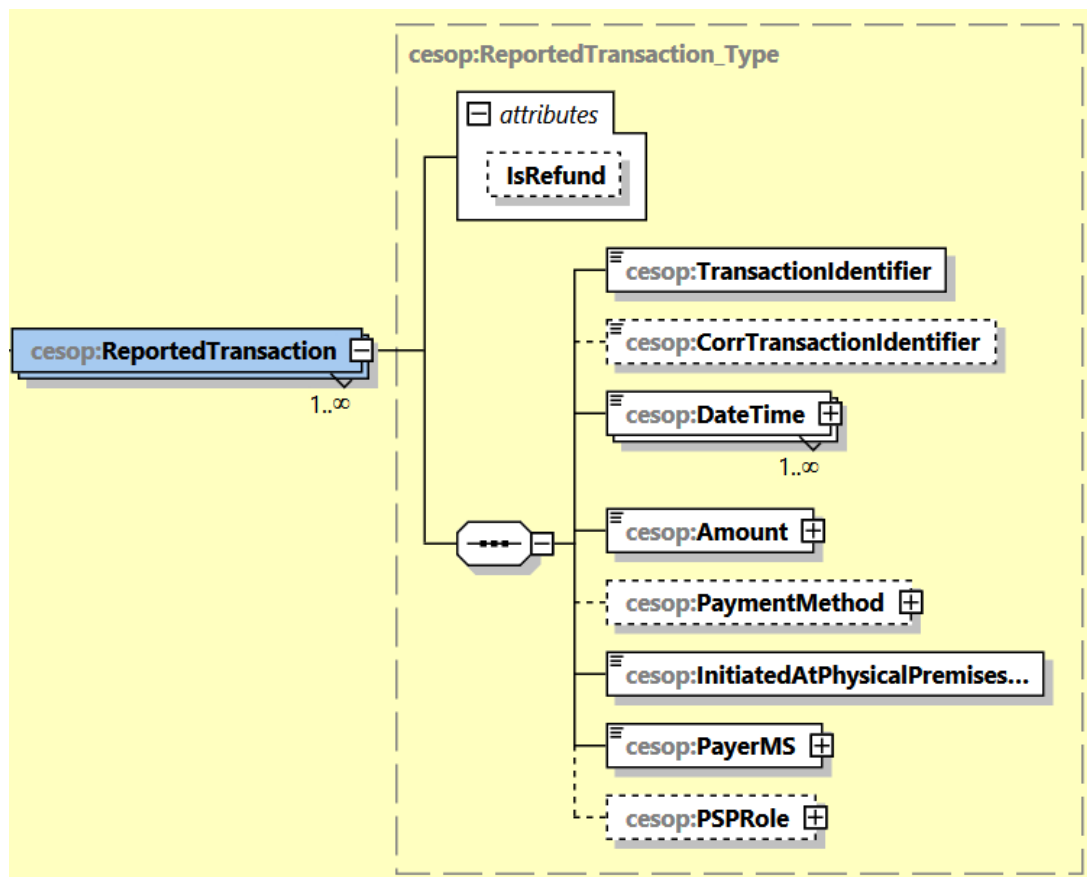 cesop:ReportedTransaction_Type
attributes
IsRefund
cesop:TransactionIdentifier
cesop:CorrTransactionIdentifier
cesop:ReportedTransaction
1..∞
cesop:DateTime
1..∞
cesop:Amount
cesop:PaymentMethod
cesop:InitiatedAtPhysicalPremises...
cesop:PayerMS
cesop:PSPRole